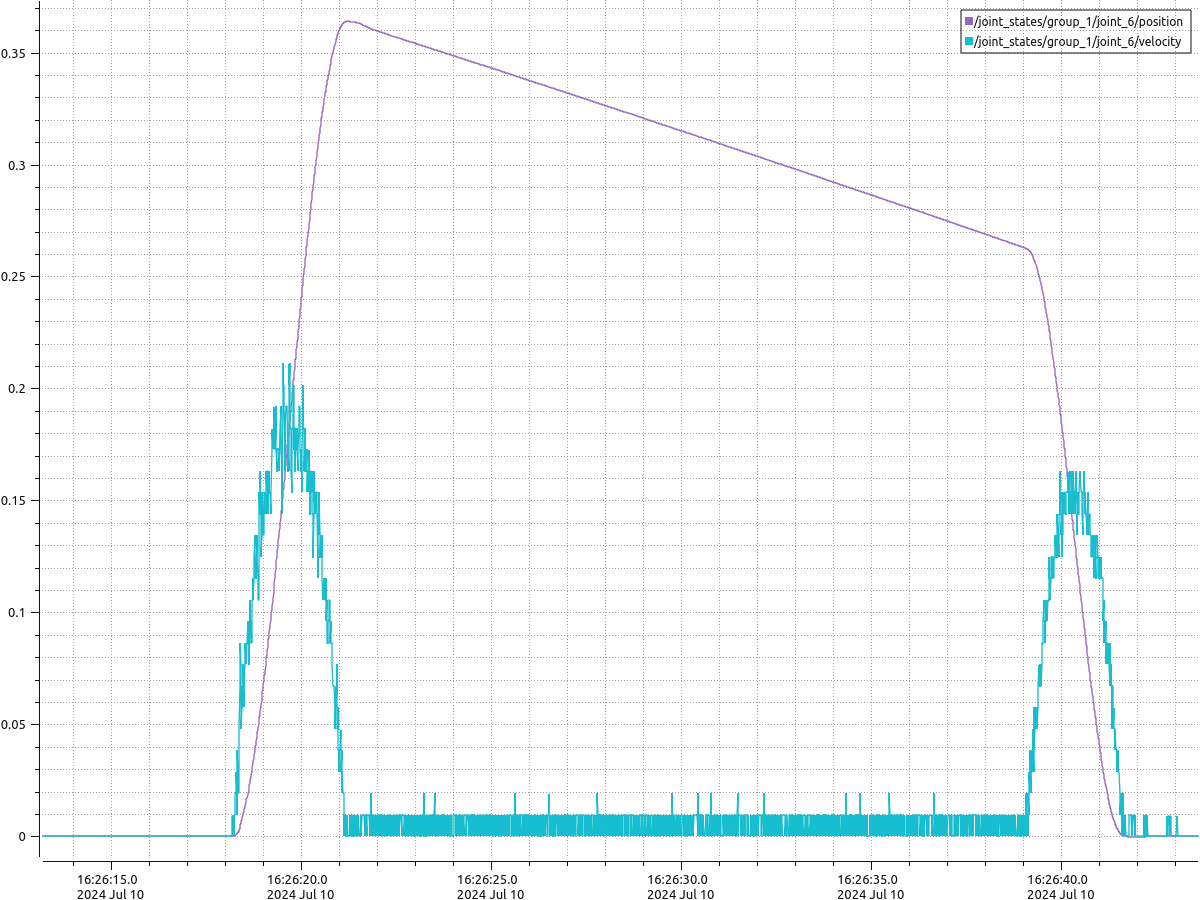 /joint_states/group_1/joint_6/position
/joint_states/group_1/joint_6/velocity
0.35
0.3
0.25
0.2
0.15
0.1
0.05
0
16:26:15.0 16:26:20.0 16:26:25.0 16:26:30.0 16:26:35.0 16:26:40.0
2024 Jul 10 2024 Jul 10 2024 Jul 10 2024 Jul 10 2024 Jul 10 2024 Jul 10